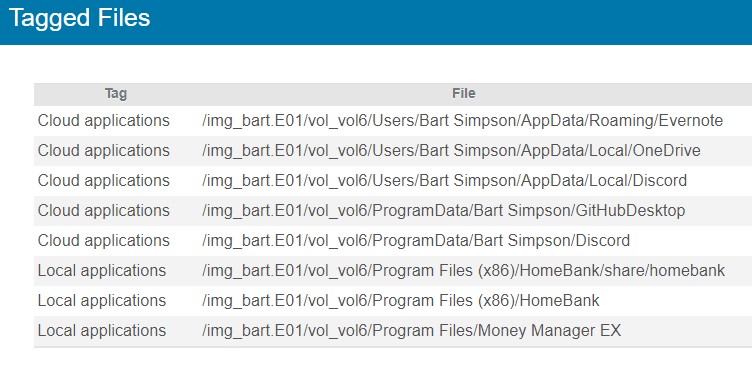 Tagged Files
Tag File
Cloud applications /img_bart.E01/vol_vol6/Users/Bart Simpson/AppData/Roaming/Evernote
Cloud applications /img_bart.E01/vol_vol6/Users/Bart Simpson/AppData/Local/OneDrive
Cloud applications /img_bart.E01/vol_vol6/Users/Bart Simpson/AppData/Local/Discord
Cloud applications /img_bart.E01/vol_vol6/ProgramData/Bart Simpson/GitHubDesktop
Cloud applications /img_bart.E01/vol_vol6/ProgramData/Bart Simpson/Discord
Local applications /img_bart.E01/vol_vol6/Program Files (x86)/HomeBank/share/homebank
Local applications /img_bart.E01/vol_vol6/Program Files (x86)/HomeBank
Local applications /img_bart.E01/vol_vol6/Program Files/Money Manager EX